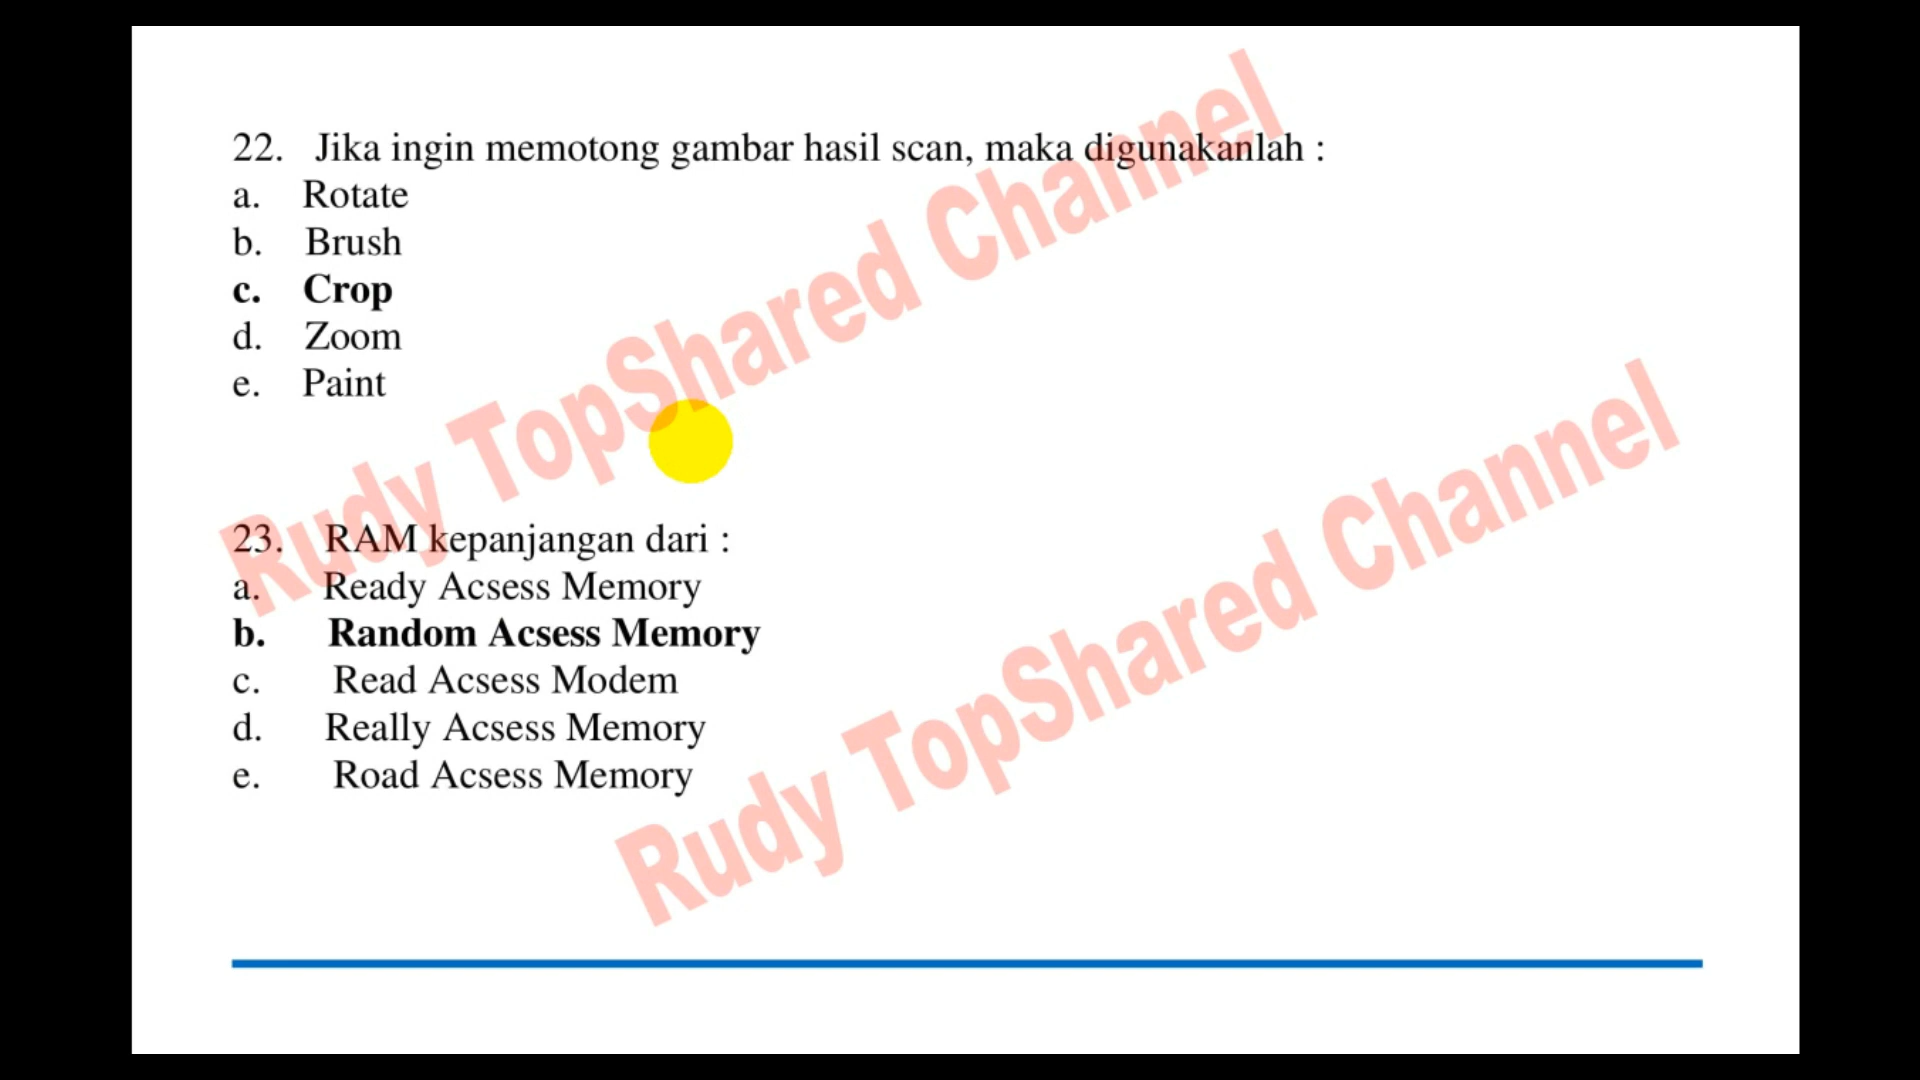 22. Jika ingin memotong gambar hasil scan, maka digunakanlah :
a. Rotate
b. Brush
c. Crop
d. Zoom
e. Paint
23. RAM kepanjangan dari :
a. Ready Acsess Memory
b. Random Acsess Memory
c. Read Acsess Modem
d. Really Acsess Memory
e. Road Acsess Memory
Rudy TopShared Channel
Rudy TopShared Channel